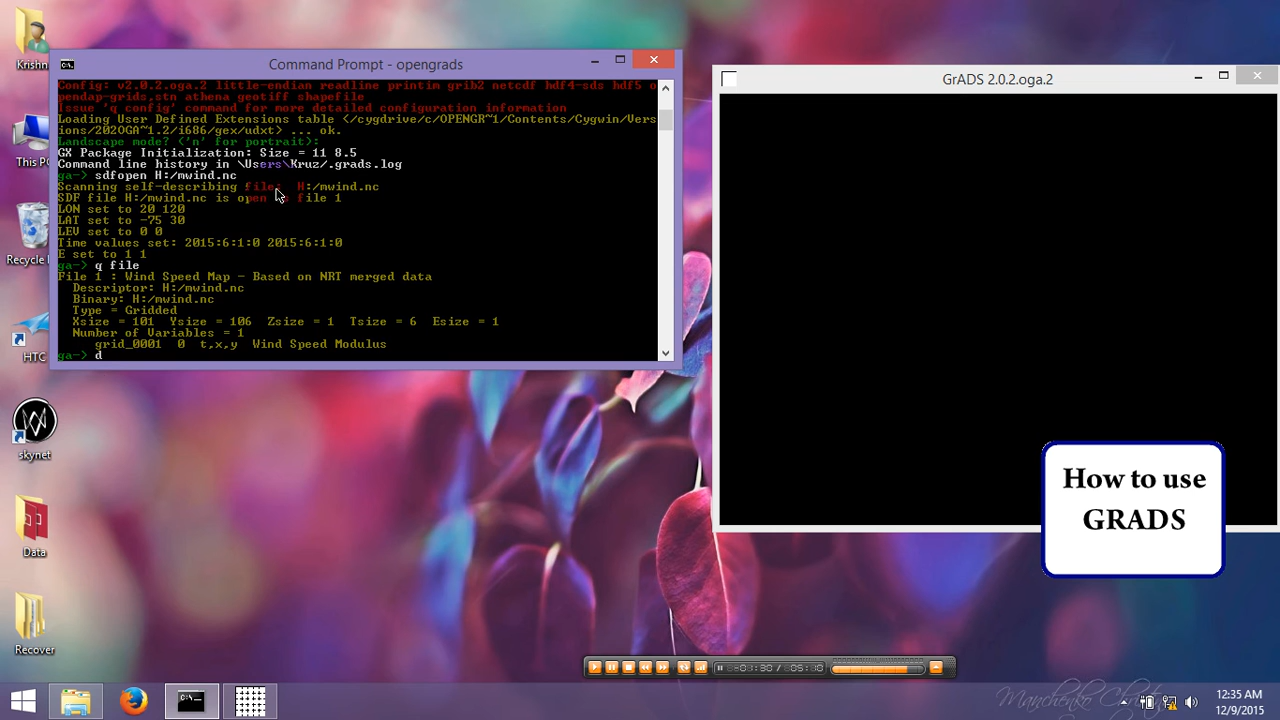 Krishn
This PC
Recycle
HTC
skynet
Data
Recover
Command Prompt - opengrads
Config: v2.0.2.oga.2 little-endian readline printim grib2 netcdf hdf4-sds hdf5 o
pendap-grids,stn athena geotiff shapefile
Issue 'q config' command for more detailed configuration information
Loading User Defined Extensions table </cygdrive/c/OPENGR~1/Contents/Cygwin/Vers
ions/202OGA~1.2/i686/gex/udxt> ... ok.
Landscape mode? ('n' for portrait):
GX Package Initialization: Size = 11 8.5
Command line history in \Users\Kruz/.grads.log
ga-> sdfopen H:/mwind.nc
Scanning self-describing file: H:/mwind.nc
SDF file H:/mwind.nc is open as file 1
LON set to 20 120
LAT set to -75 30
LEV set to 0 0
Time values set: 2015:6:1:0 2015:6:1:0
E set to 1 1
ga-> q file
File 1 : Wind Speed Map - Based on NRT merged data
Descriptor: H:/mwind.nc
Binary: H:/mwind.nc
Type = Gridded
Xsize = 101 Ysize = 106 Zsize = 1 Tsize = 6 Esize = 1
Number of Variables = 1
grid_0001 0 t,x,y Wind Speed Modulus
ga-> d
GrADS 2.0.2.oga.2
How to use
GRADS
-01:30 / 05:10
Manchenko
12:35 AM
12/9/2015